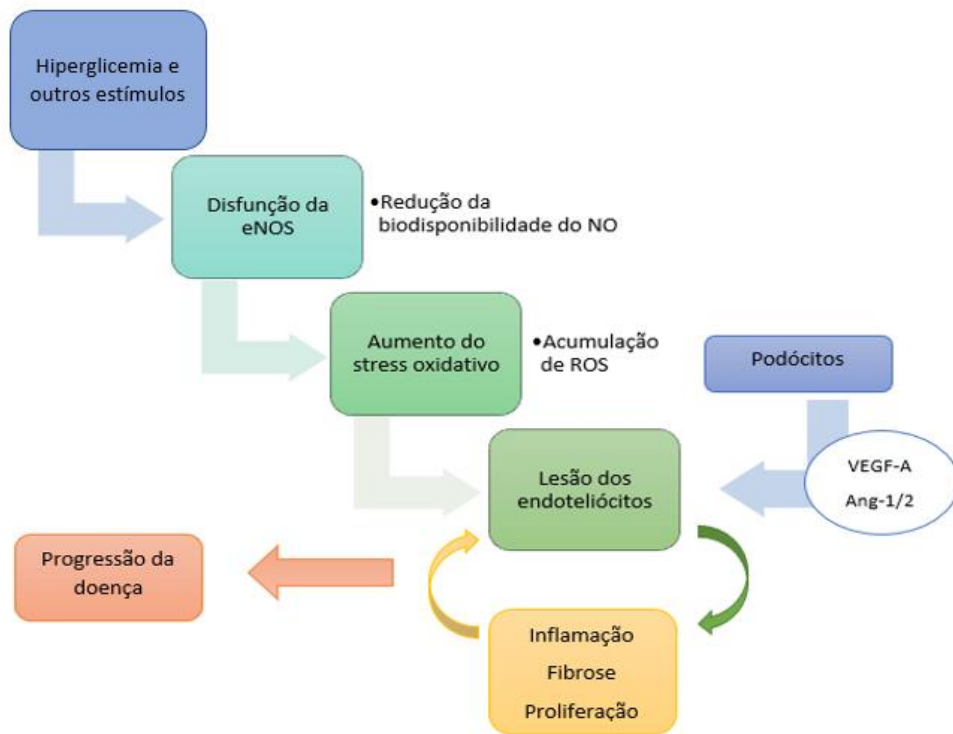 Hiperglicemia e
outros estímulos
Disfunção da
eNOS
•Redução da
biodisponibilidade do NO
Aumento do
stress oxidativo
•Acumulação
de ROS
Podócitos
VEGF-A
Ang-1/2
Lesão dos
endoteliócitos
Progressão da
doença
Inflamação
Fibrose
Proliferação